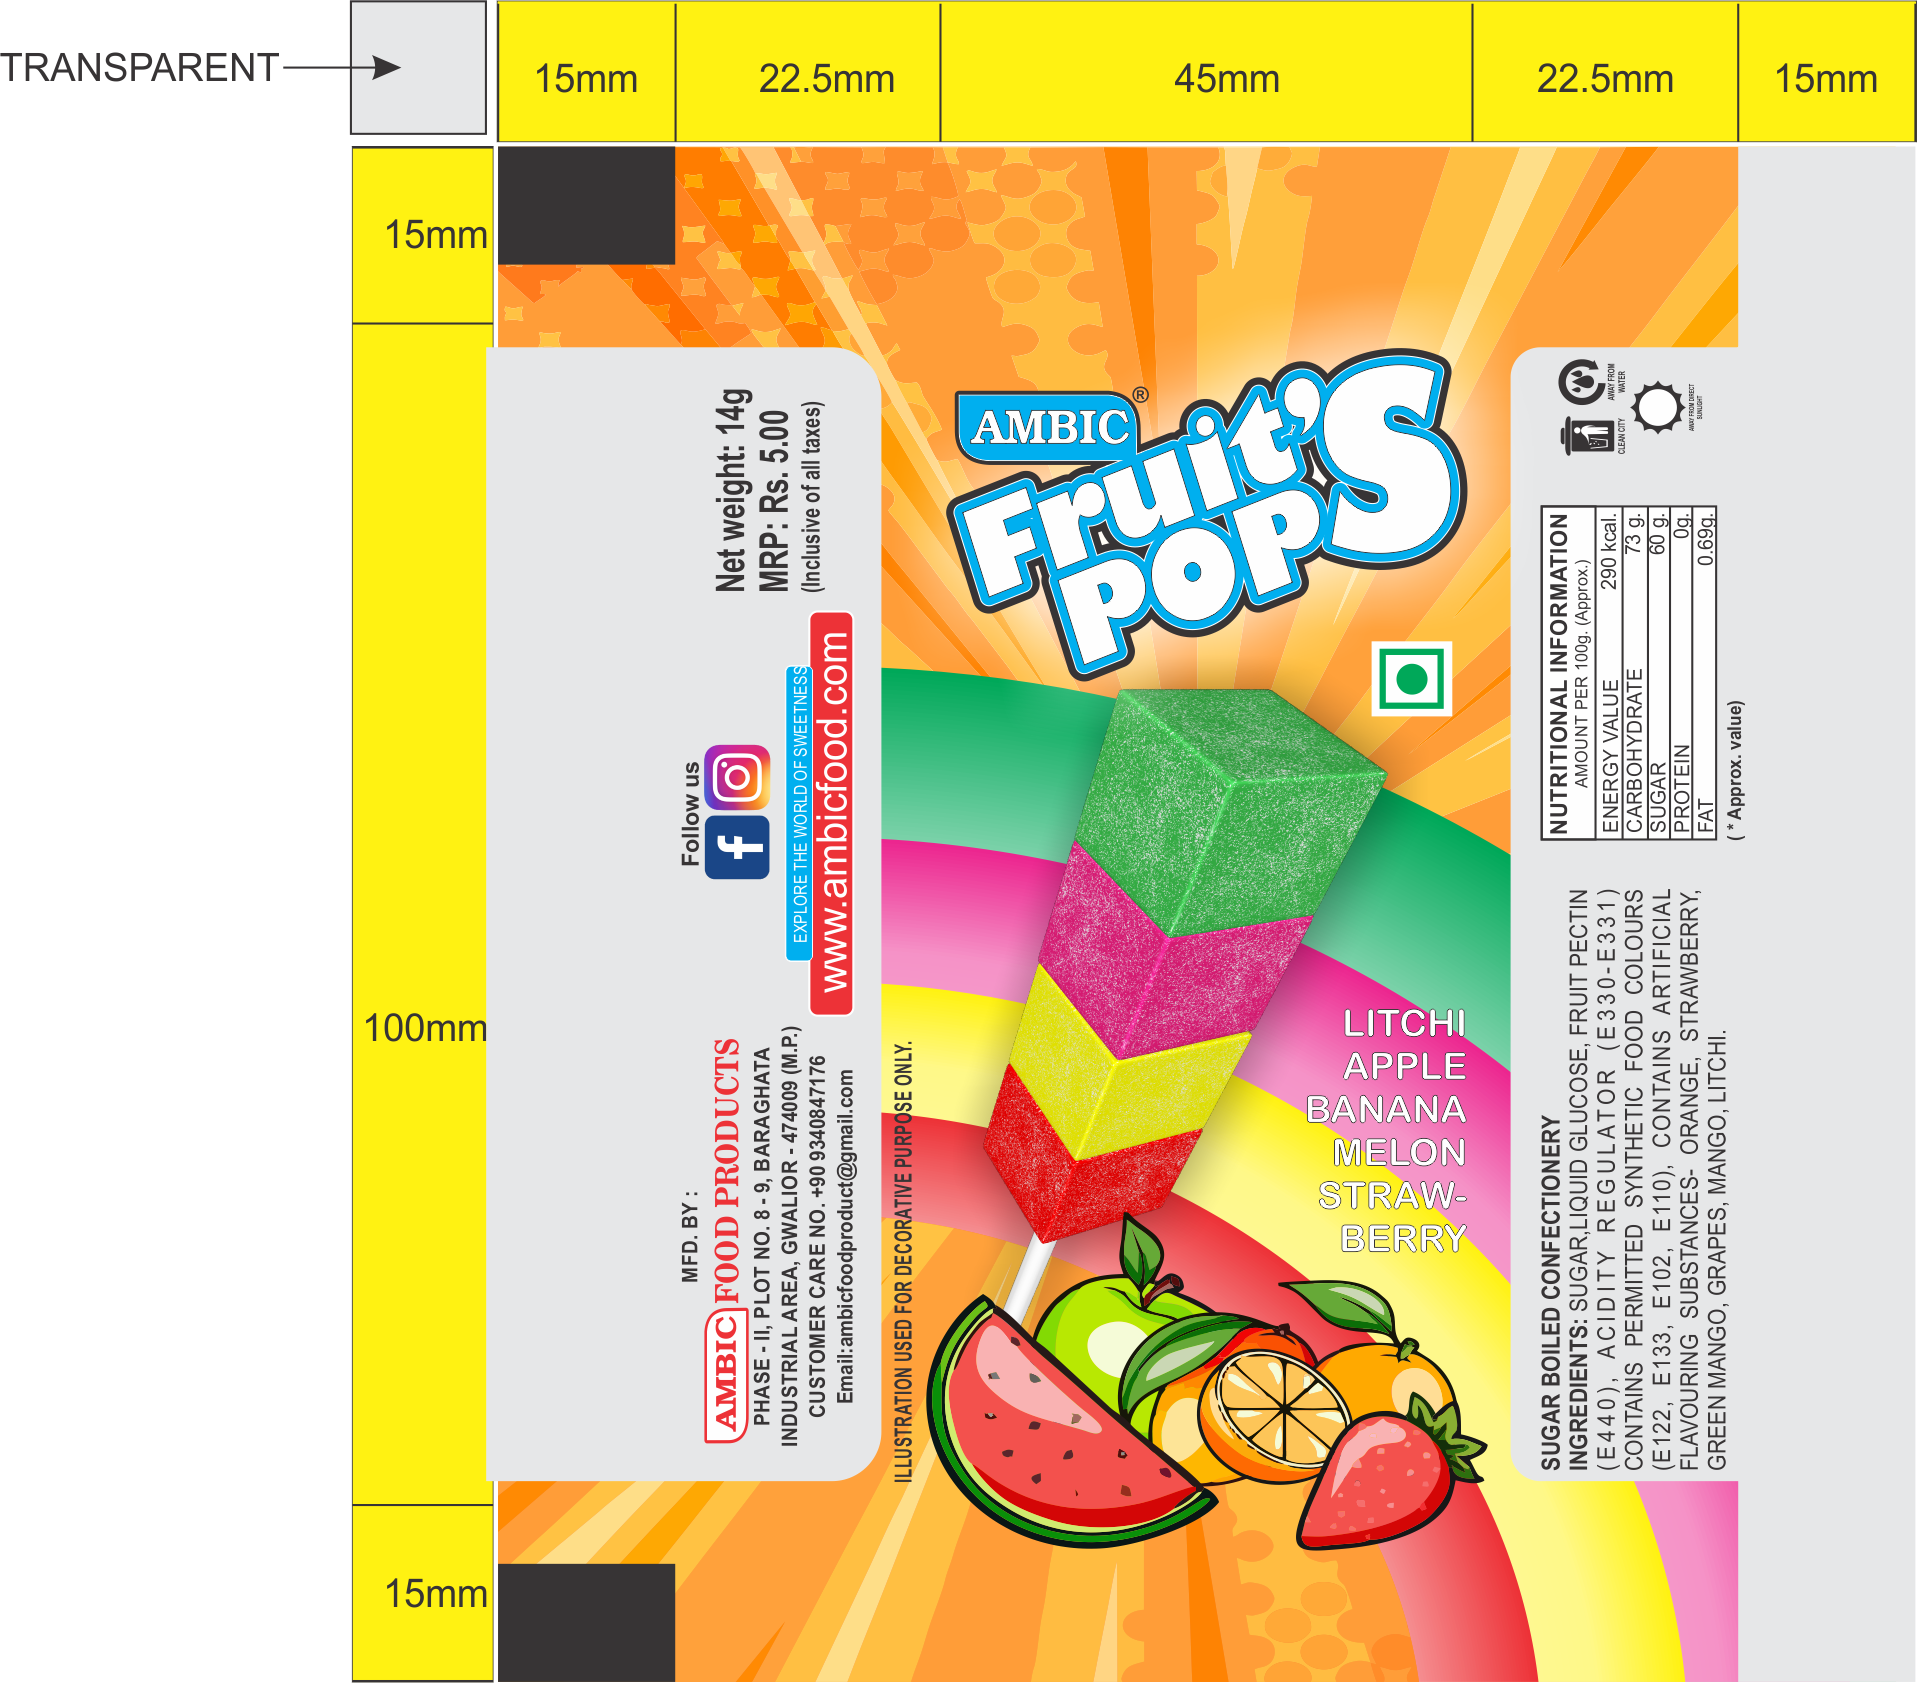 TRANSPARENT
15mm
22.5mm
45mm
22.5mm
15mm
15mm
100mm
15mm
Net weight: 14g
MRP: Rs. 5.00
(Inclusive of all taxes)
Follow us
f
EXPLORE THE WORLD OF SWEETNESS
www.ambicfood.com
MFD. BY :
AMBIC FOOD PRODUCTS
PHASE - II, PLOT NO. 8 - 9, BARAGHATA
INDUSTRIAL AREA, GWALIOR - 474009 (M.P.)
CUSTOMER CARE NO. +90 9340847176
Email:ambicfoodproduct@gmail.com
ILLUSTRATION USED FOR DECORATIVE PURPOSE ONLY.
AMBIC®
Fruit'S
POP
LITCHI
APPLE
BANANA
MELON
STRAW-
BERRY
AWAY FROM
WATER
CLEAN CITY
AWAY FROM DIRECT
SUNLIGHT
NUTRITIONAL INFORMATION
AMOUNT PER 100g. (Approx.)
ENERGY VALUE 290 kcal.
CARBOHYDRATE 73 g.
SUGAR 60 g.
PROTEIN 0g.
FAT 0.69g.
( * Approx. value)
SUGAR BOILED CONFECTIONERY
INGREDIENTS: SUGAR,LIQUID GLUCOSE, FRUIT PECTIN
(E440), ACIDITY REGULATOR (E330-E331)
CONTAINS PERMITTED SYNTHETIC FOOD COLOURS
(E122, E133, E102, E110), CONTAINS ARTIFICIAL
FLAVOURING SUBSTANCES- ORANGE, STRAWBERRY,
GREEN MANGO, GRAPES, MANGO, LITCHI.